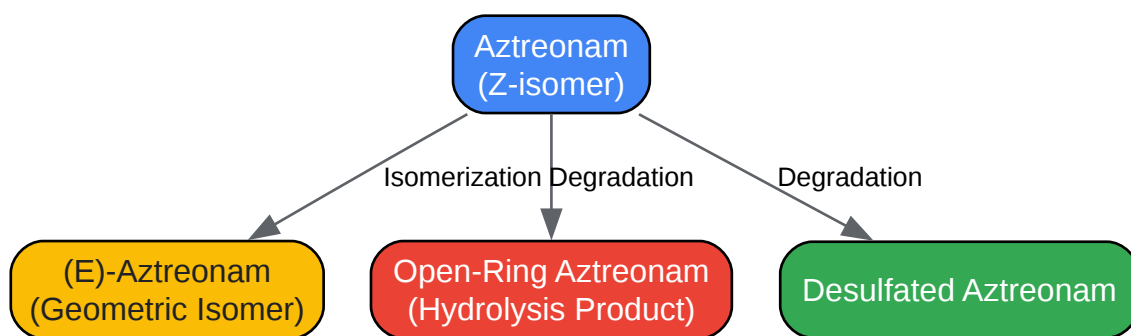 Aztreonam
(Z-isomer)
Isomerization
Degradation
Degradation
(E)-Aztreonam
(Geometric Isomer)
Open-Ring Aztreonam
(Hydrolysis Product)
Desulfated Aztreonam